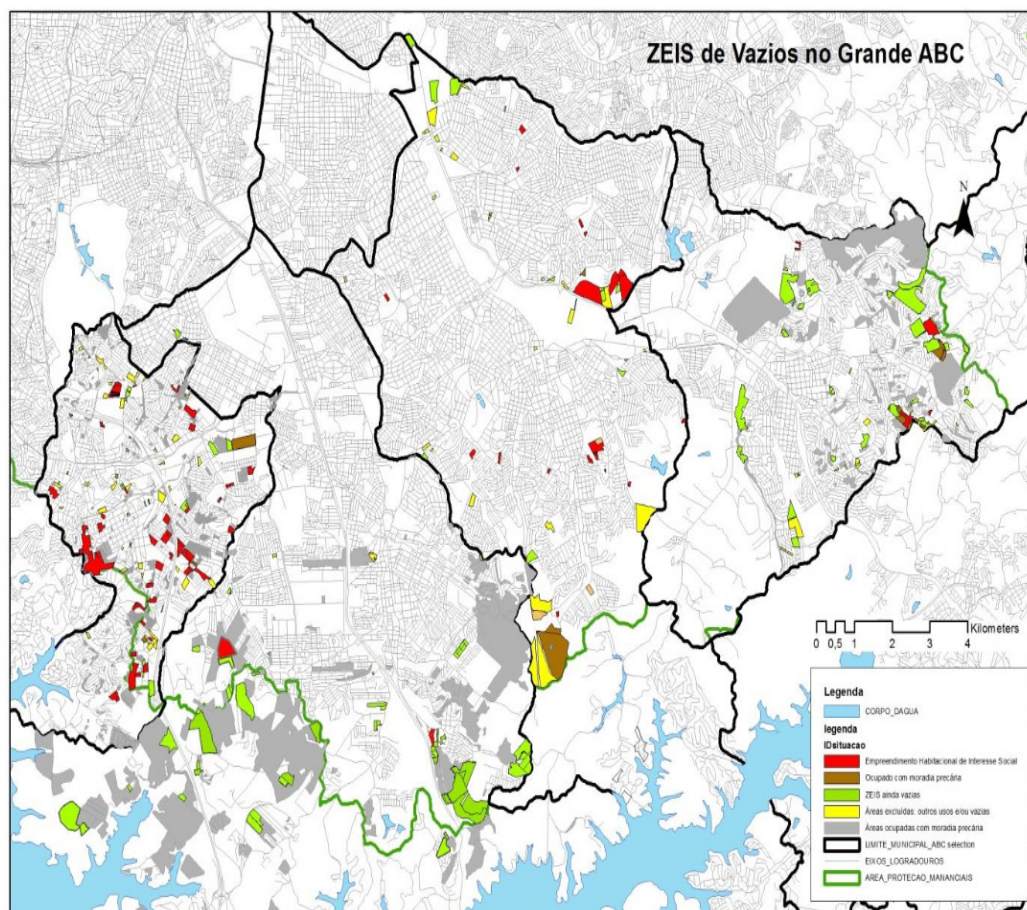 ZEIS de Vazios no Grande ABC
N
0 0,5 1 2 3 4
Kilometers
Legenda
CORPO_DAGUA
legenda
IDsituacao
Empreendimento Habitacional de Interesse Social
Ocupado com moradia precária
ZEIS ainda vazias
Áreas excluídas: outros usos e/ou vazias
Áreas ocupadas com moradia precária
LIMITE_MUNICIPAL_ABC selection
EIXOS_LOGRADOUROS
AREA_PROTECAO_MANANCIAIS